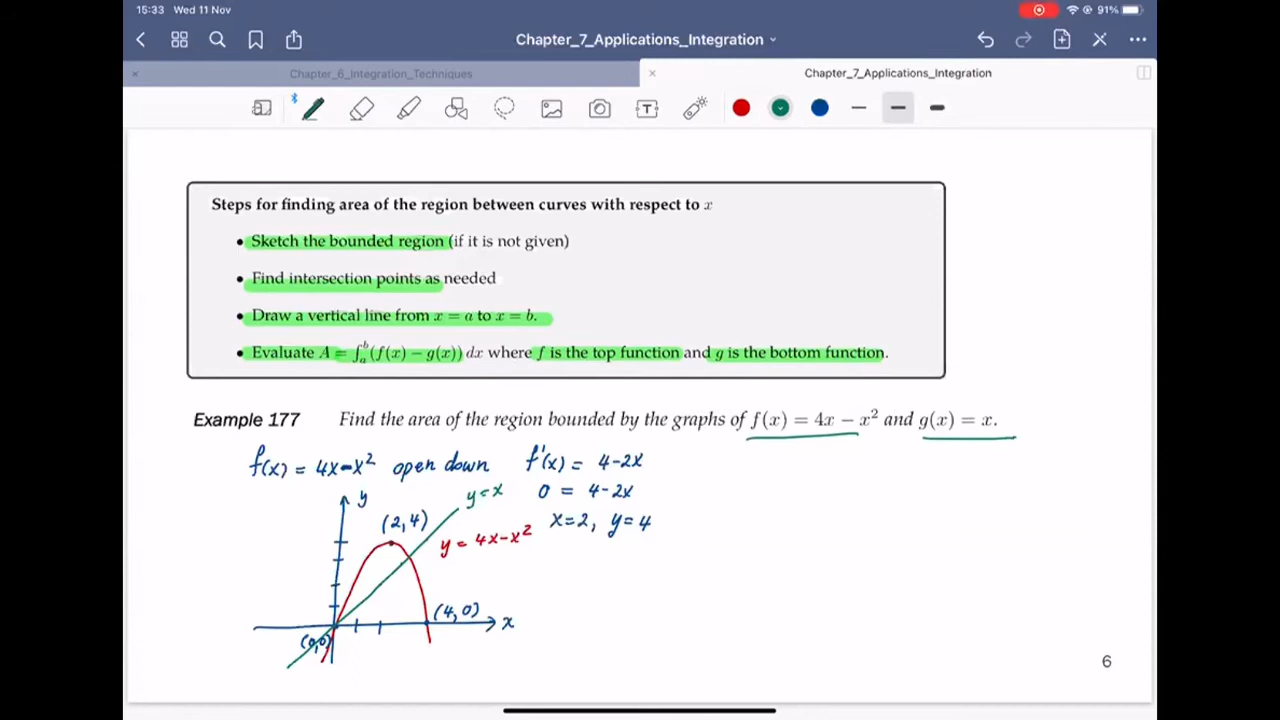 15:33 Wed 11 Nov
91%
Chapter_7_Applications_Integration
Chapter_6_Integration_Techniques
Chapter_7_Applications_Integration
T
Steps for finding area of the region between curves with respect to x
• Sketch the bounded region (if it is not given)
• Find intersection points as needed
• Draw a vertical line from x = a to x = b.
• Evaluate A = ∫ₐᵇ(f(x) − g(x)) dx where f is the top function and g is the bottom function.
Example 177 Find the area of the region bounded by the graphs of f(x) = 4x − x² and g(x) = x.
f(x) = 4x-x² open down f'(x) = 4-2x
0 = 4-2x
x=2, y=4
y
y=x
(2,4)
y = 4x-x²
(4,0)
x
(0,0)
6